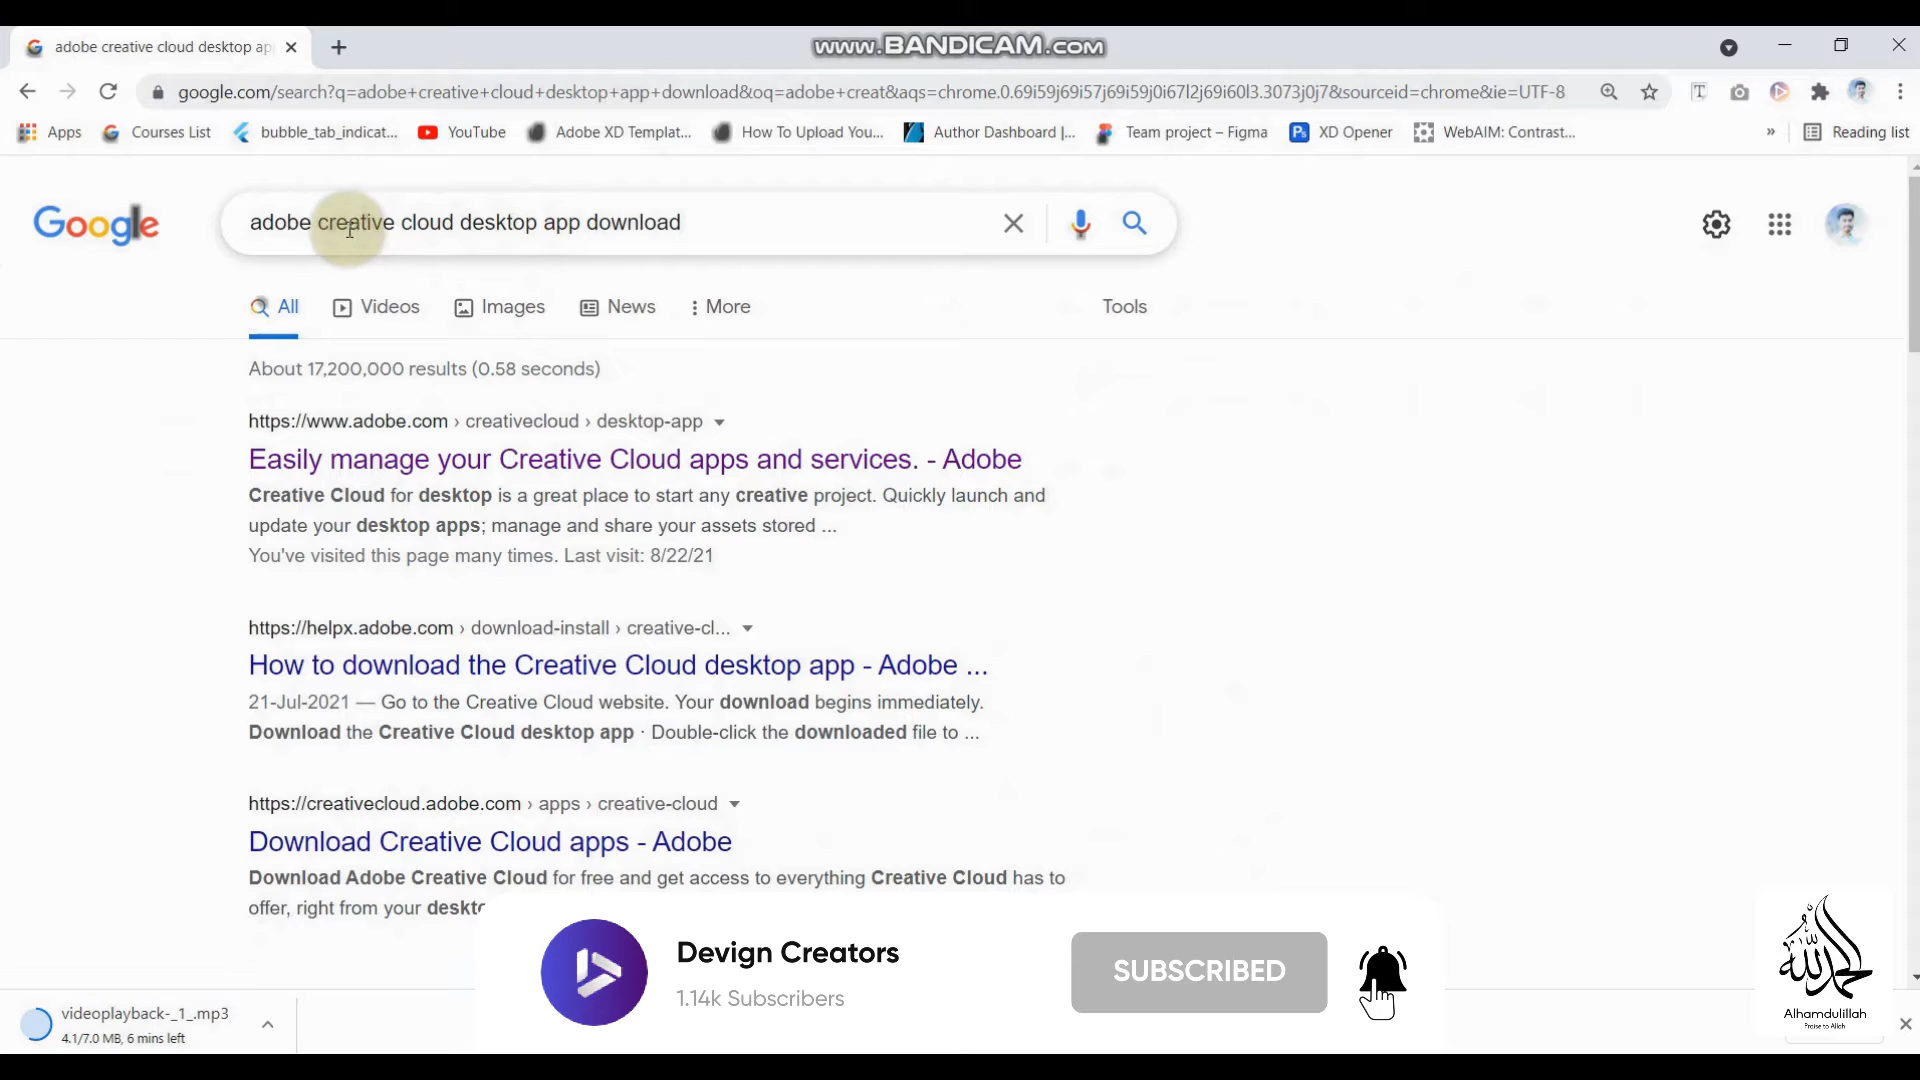 adobe creative cloud desktop ap
www.BANDICAM.com
google.com/search?q=adobe+creative+cloud+desktop+app+download&oq=adobe+creat&aqs=chrome.0.69i59j69i57j69i59j0i67l2j69i60l3.3073j0j7&sourceid=chrome&ie=UTF-8
Apps Courses List bubble_tab_indicat... YouTube Adobe XD Templat... How To Upload You... Author Dashboard |... Team project – Figma XD Opener WebAIM: Contrast... » Reading list
Google
adobe creative cloud desktop app download
All Videos Images News More Tools
About 17,200,000 results (0.58 seconds)
https://www.adobe.com › creativecloud › desktop-app
Easily manage your Creative Cloud apps and services. - Adobe
Creative Cloud for desktop is a great place to start any creative project. Quickly launch and
update your desktop apps; manage and share your assets stored ...
You've visited this page many times. Last visit: 8/22/21
https://helpx.adobe.com › download-install › creative-cl...
How to download the Creative Cloud desktop app - Adobe ...
21-Jul-2021 — Go to the Creative Cloud website. Your download begins immediately.
Download the Creative Cloud desktop app · Double-click the downloaded file to ...
https://creativecloud.adobe.com › apps › creative-cloud
Download Creative Cloud apps - Adobe
Download Adobe Creative Cloud for free and get access to everything Creative Cloud has to
offer, right from your deskto
Devign Creators
1.14k Subscribers
SUBSCRIBED
الحمد لله
Alhamdulillah
Praise to Allah
videoplayback-_1_.mp3
4.1/7.0 MB, 6 mins left